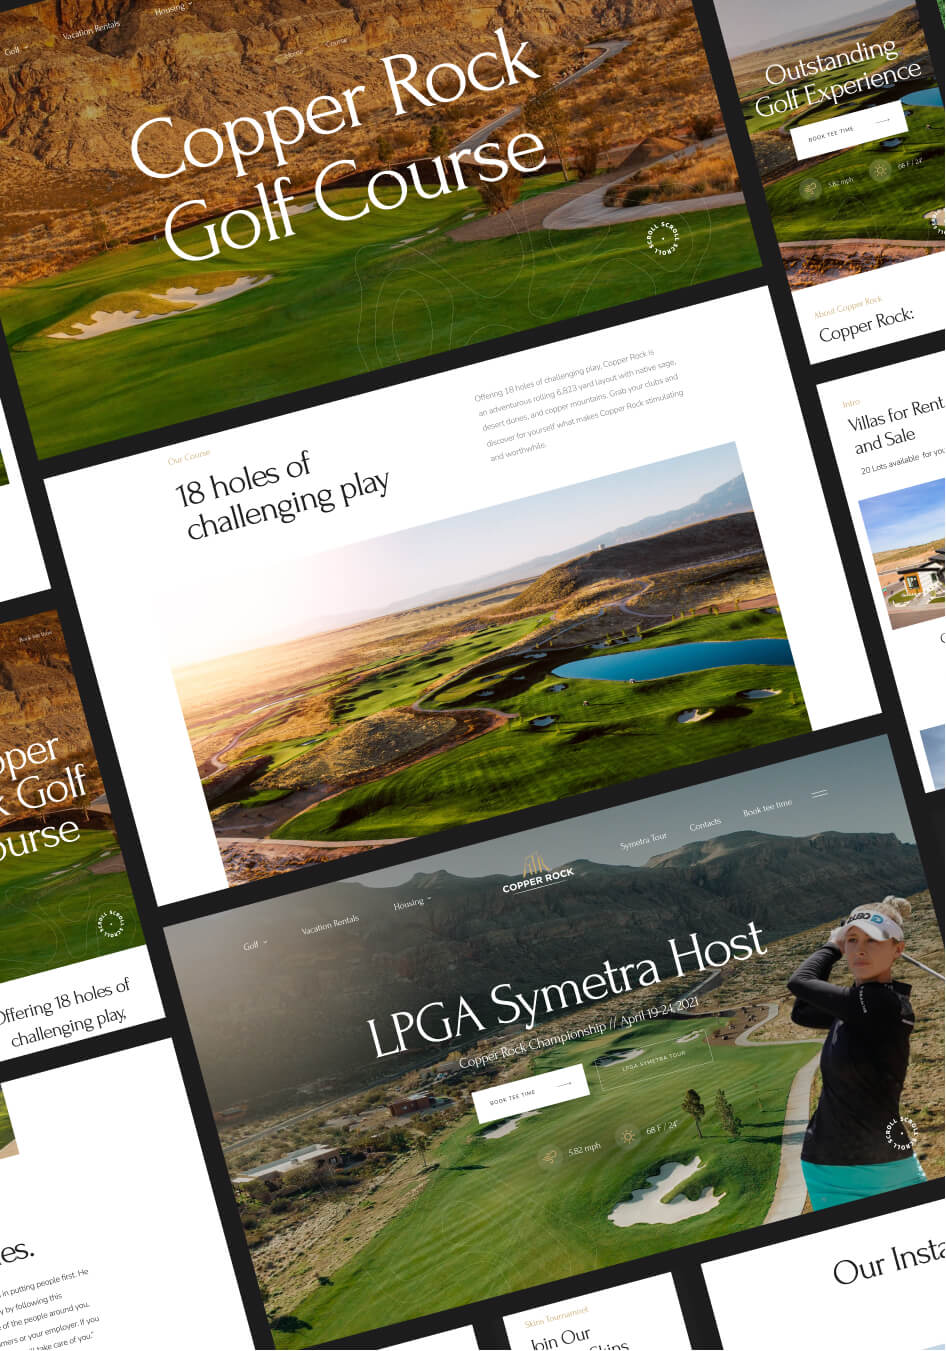 Golf
Vacation Rentals
Housing
Home
Course
Copper Rock
Golf Course
SCROLL SCROLL SCROLL
Outstanding
Golf Experience
BOOK TEE TIME
5.82 mph
68 F / 24°
About Copper Rock
Copper Rock:
Our Course
18 holes of
challenging play
Offering 18 holes of challenging play, Copper Rock is
an adventurous rolling 6,823 yard layout with native sage,
desert dunes, and copper mountains. Grab your clubs and
discover for yourself what makes Copper Rock stimulating
and worthwhile.
Intro
Villas for Rent
and Sale
20 Lots available for you
Book tee time
pper
k Golf
ourse
SCROLL SCROLL SCROLL
Offering 18 holes of
challenging play,
Golf
Vacation Rentals
Housing
COPPER ROCK
Symetra Tour
Contacts
Book tee time
LPGA Symetra Host
Copper Rock Championship // April 19-24, 2021
BOOK TEE TIME
LPGA SYMETRA TOUR
5.82 mph
68 F / 24°
SCROLL SCROLL SCROLL
es.
in putting people first. He
y by following this
of the people around you,
mers or your employer. If you
take care of you."
Skins Tournamnet
Join Our
Skins
Our Insta